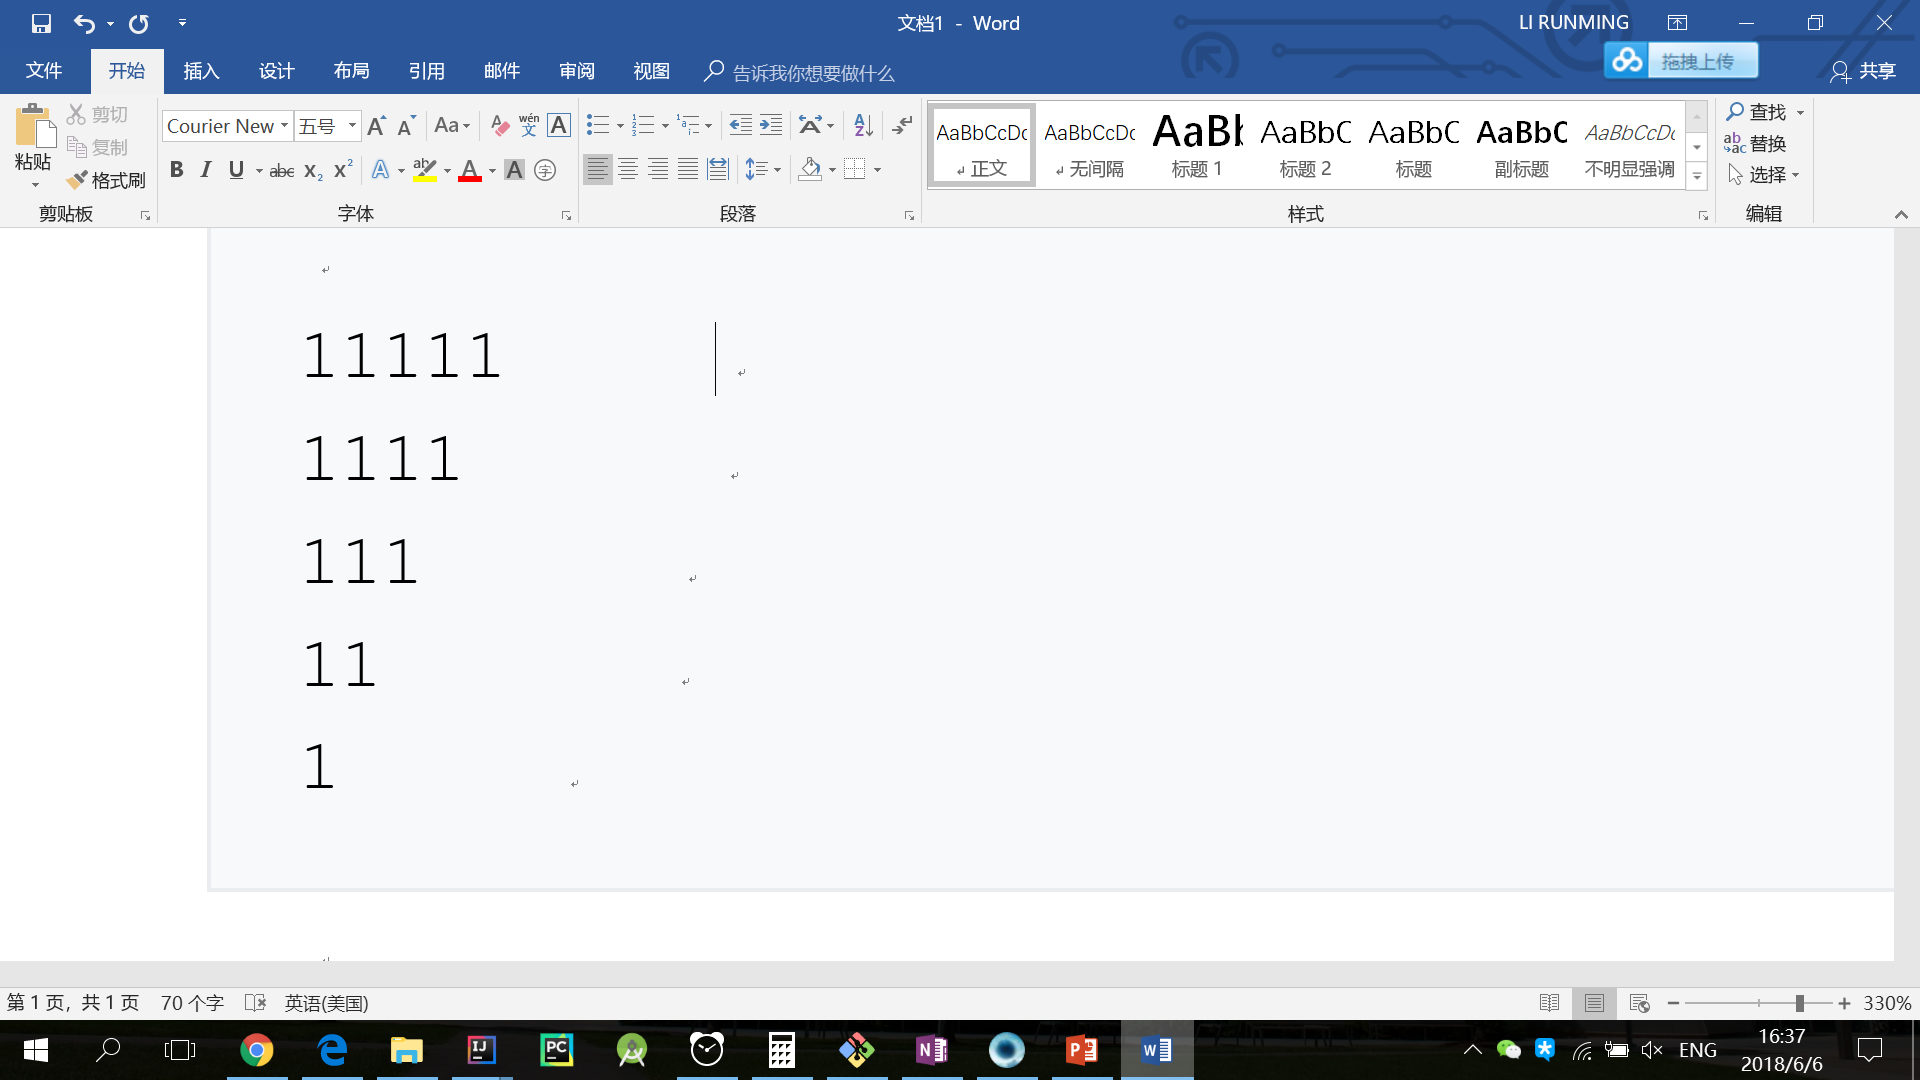 文档1 - Word
LI RUNMING
文件 开始 插入 设计 布局 引用 邮件 审阅 视图 告诉我你想要做什么
拖拽上传
共享
粘贴
剪切
复制
格式刷
剪贴板
Courier New 五号
字体
段落
AaBbCcDc AaBbCcDc AaBl AaBbC AaBbC AaBbC AaBbCcDc
正文 无间隔 标题 1 标题 2 标题 副标题 不明显强调
样式
查找
替换
选择
编辑
11111
1111
111
11
1
第 1 页，共 1 页 70 个字 英语(美国)
330%
ENG
16:37
2018/6/6